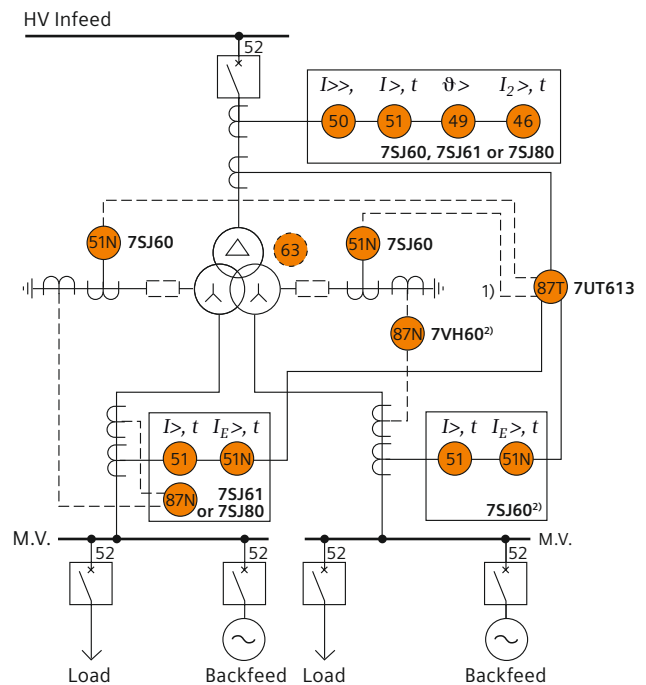 HV Infeed
52
I>>, I>, t ϑ> I2>, t
50 51 49 46
7SJ60, 7SJ61 or 7SJ80
51N 7SJ60
63
51N 7SJ60
1) 87T 7UT613
87N 7VH60²⁾
I>, t IE>, t
51 51N
87N 7SJ61
or 7SJ80
I>, t IE>, t
51 51N
7SJ60²⁾
M.V.
M.V.
52 52 52 52
Load Backfeed Load Backfeed